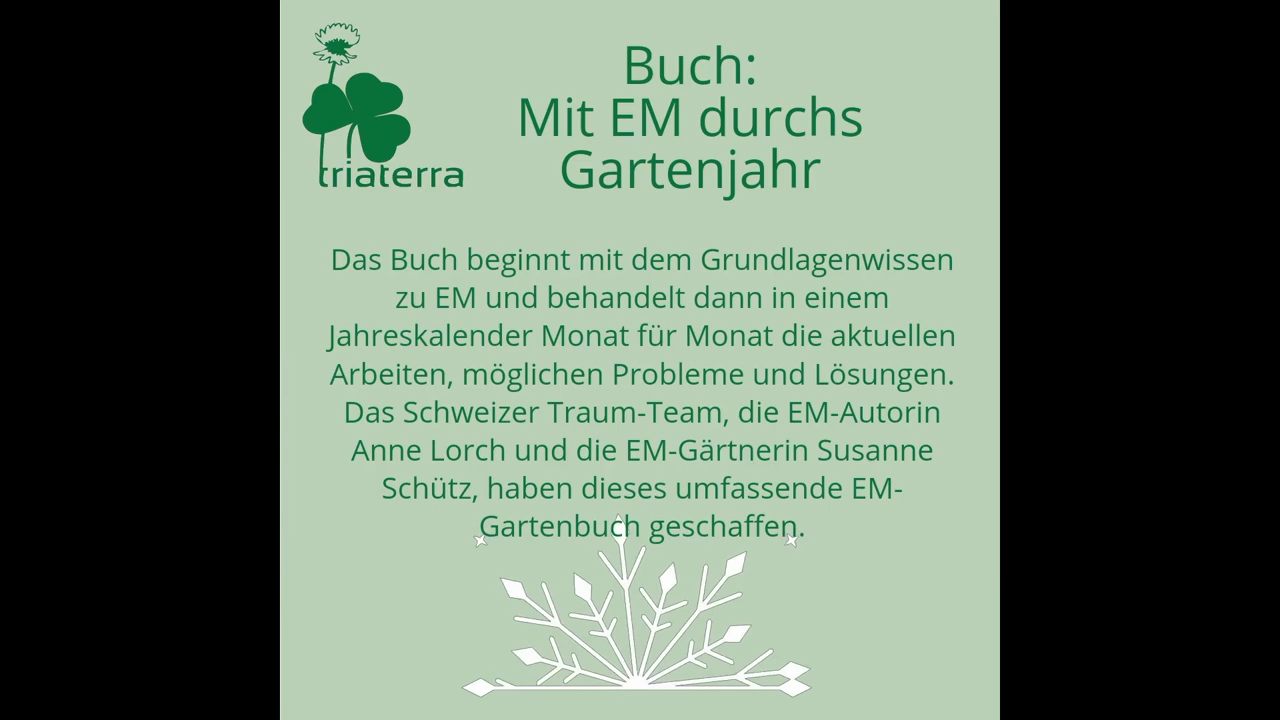 triaterra
Buch:
Mit EM durchs
Gartenjahr
Das Buch beginnt mit dem Grundlagenwissen
zu EM und behandelt dann in einem
Jahreskalender Monat für Monat die aktuellen
Arbeiten, möglichen Probleme und Lösungen.
Das Schweizer Traum-Team, die EM-Autorin
Anne Lorch und die EM-Gärtnerin Susanne
Schütz, haben dieses umfassende EM-
Gartenbuch geschaffen.